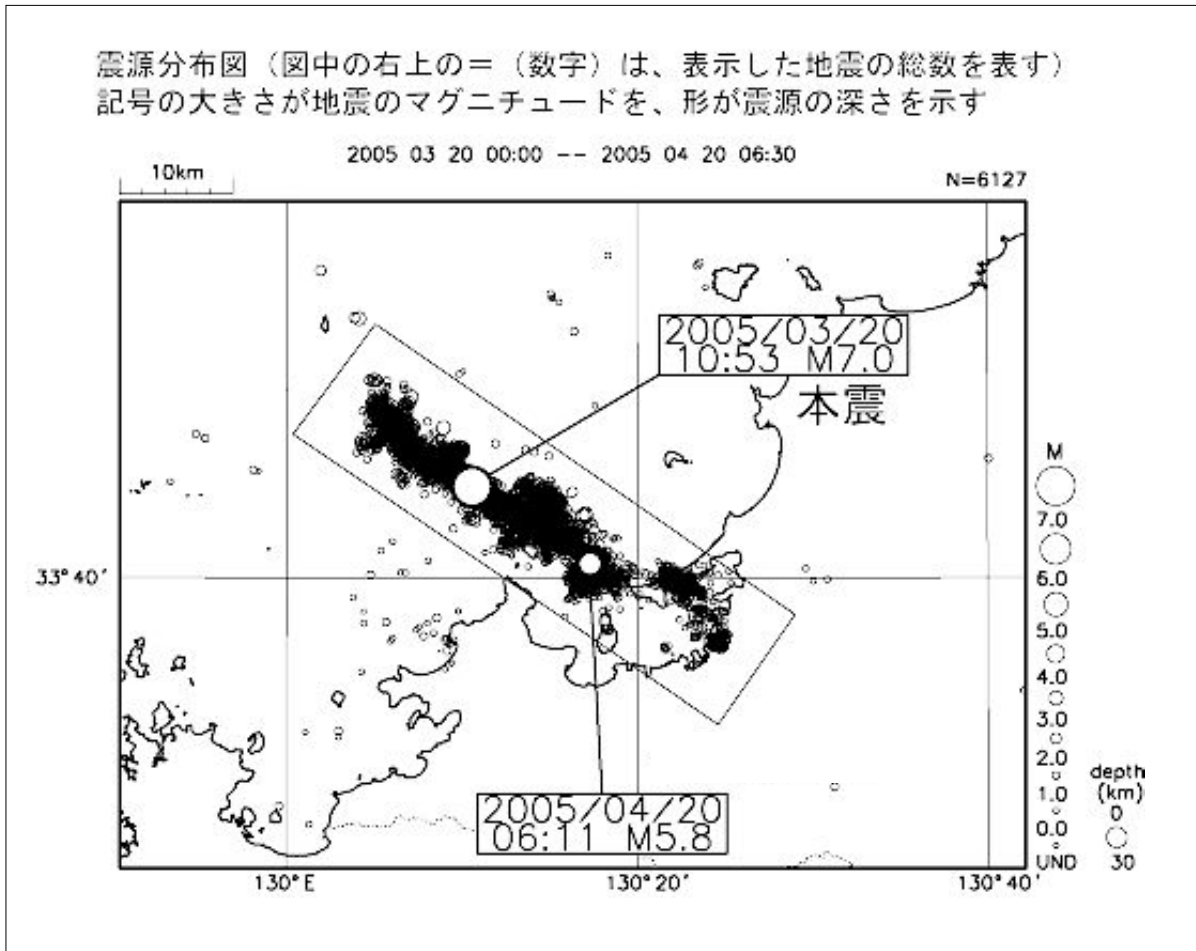 震源分布図（図中の右上の＝（数字）は、表示した地震の総数を表す）
記号の大きさが地震のマグニチュードを、形が震源の深さを示す
2005 03 20 00:00 -- 2005 04 20 06:30
10km
N=6127
2005/03/20
10:53 M7.0
本震
M
7.0
6.0
5.0
4.0
3.0
2.0
1.0
0.0
UND
depth
(km)
0
30
33°40'
2005/04/20
06:11 M5.8
130°E
130°20'
130°40'